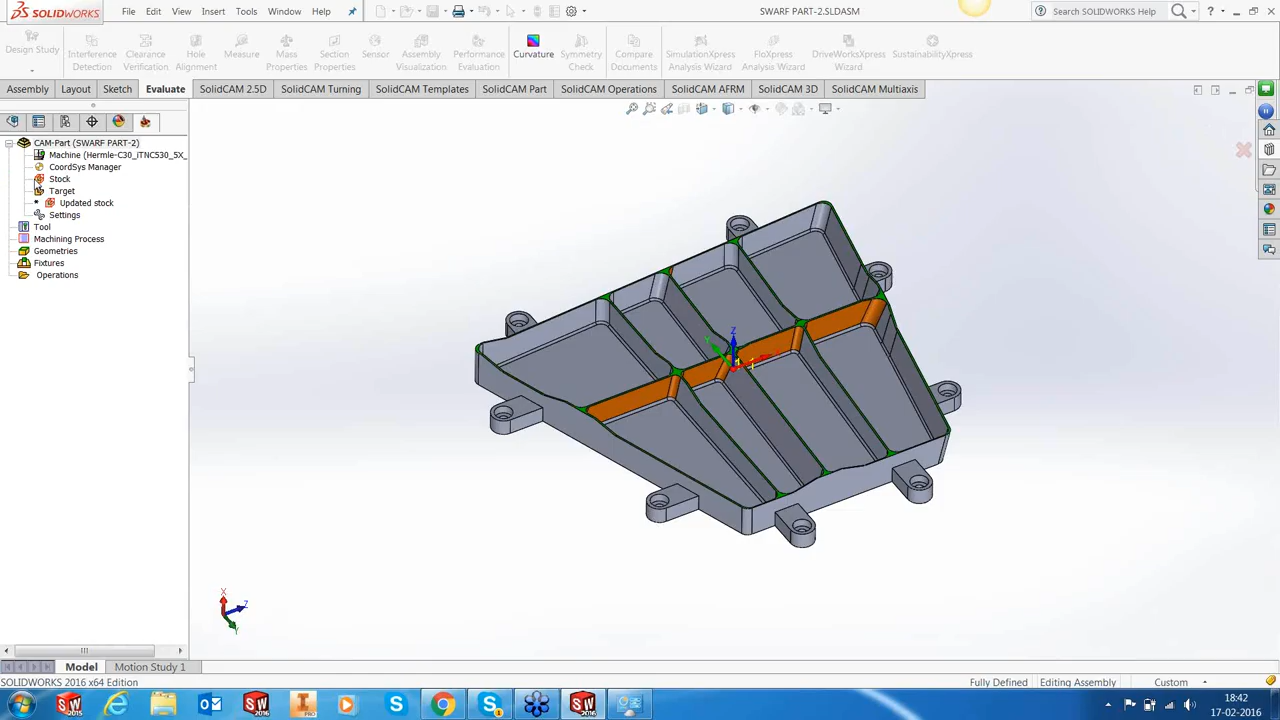 SOLIDWORKS File Edit View Insert Tools Window Help SWARF PART-2.SLDASM Search SOLIDWORKS Help ?
Design Study Interference Detection Clearance Verification Hole Alignment Measure Mass Properties Section Properties Sensor Assembly Visualization Performance Evaluation Curvature Symmetry Check Compare Documents SimulationXpress Analysis Wizard FloXpress Analysis Wizard DriveWorksXpress Wizard SustainabilityXpress
Assembly Layout Sketch Evaluate SolidCAM 2.5D SolidCAM Turning SolidCAM Templates SolidCAM Part SolidCAM Operations SolidCAM AFRM SolidCAM 3D SolidCAM Multiaxis
CAM-Part (SWARF PART-2)
Machine (Hermle-C30_iTNC530_5X_
CoordSys Manager
Stock
Target
* Updated stock
Settings
Tool
Machining Process
Geometries
Fixtures
Operations
Z
Y
X
Z
Y
Model Motion Study 1
SOLIDWORKS 2016 x64 Edition Fully Defined Editing Assembly Custom
18:42
17-02-2016